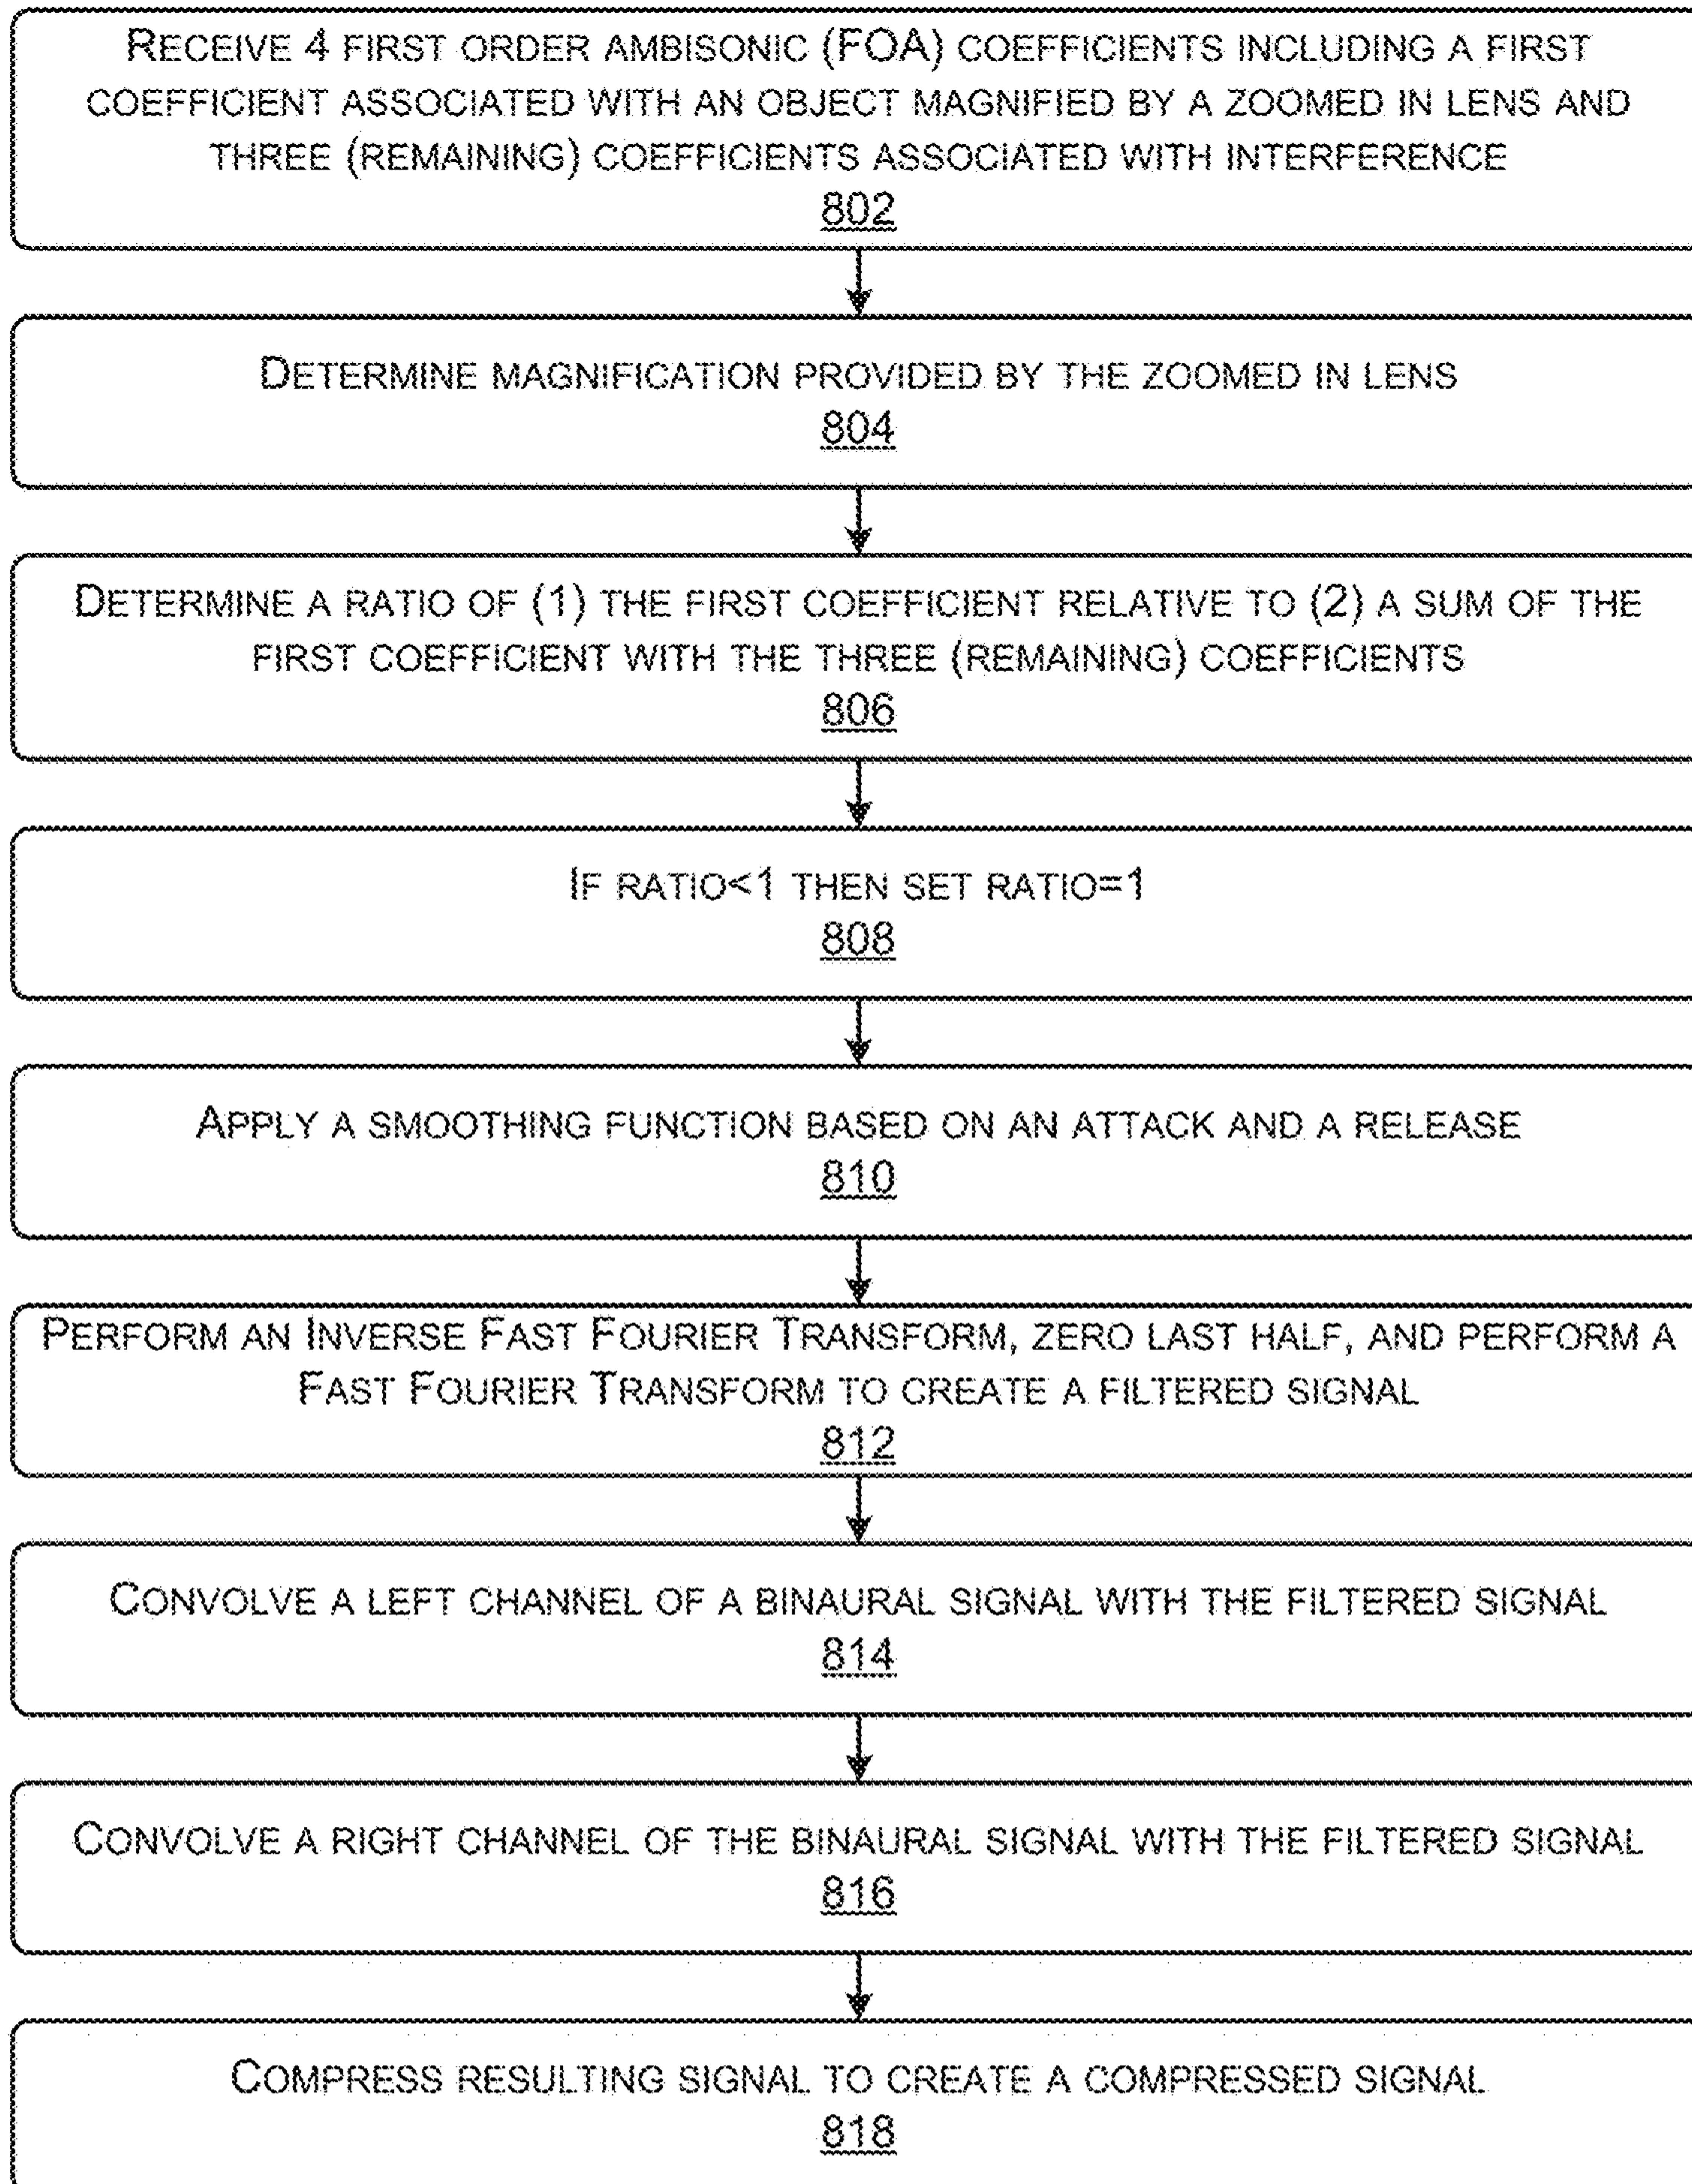 RECEIVE 4 FIRST ORDER AMBISONIC (FOA) COEFFICIENTS INCLUDING A FIRST
COEFFICIENT ASSOCIATED WITH AN OBJECT MAGNIFIED BY A ZOOMED IN LENS AND
THREE (REMAINING) COEFFICIENTS ASSOCIATED WITH INTERFERENCE
802
DETERMINE MAGNIFICATION PROVIDED BY THE ZOOMED IN LENS
804
DETERMINE A RATIO OF (1) THE FIRST COEFFICIENT RELATIVE TO (2) A SUM OF THE
FIRST COEFFICIENT WITH THE THREE (REMAINING) COEFFICIENTS
806
IF RATIO<1 THEN SET RATIO=1
808
APPLY A SMOOTHING FUNCTION BASED ON AN ATTACK AND A RELEASE
810
PERFORM AN INVERSE FAST FOURIER TRANSFORM, ZERO LAST HALF, AND PERFORM A
FAST FOURIER TRANSFORM TO CREATE A FILTERED SIGNAL
812
CONVOLVE A LEFT CHANNEL OF A BINAURAL SIGNAL WITH THE FILTERED SIGNAL
814
CONVOLVE A RIGHT CHANNEL OF THE BINAURAL SIGNAL WITH THE FILTERED SIGNAL
816
COMPRESS RESULTING SIGNAL TO CREATE A COMPRESSED SIGNAL
818